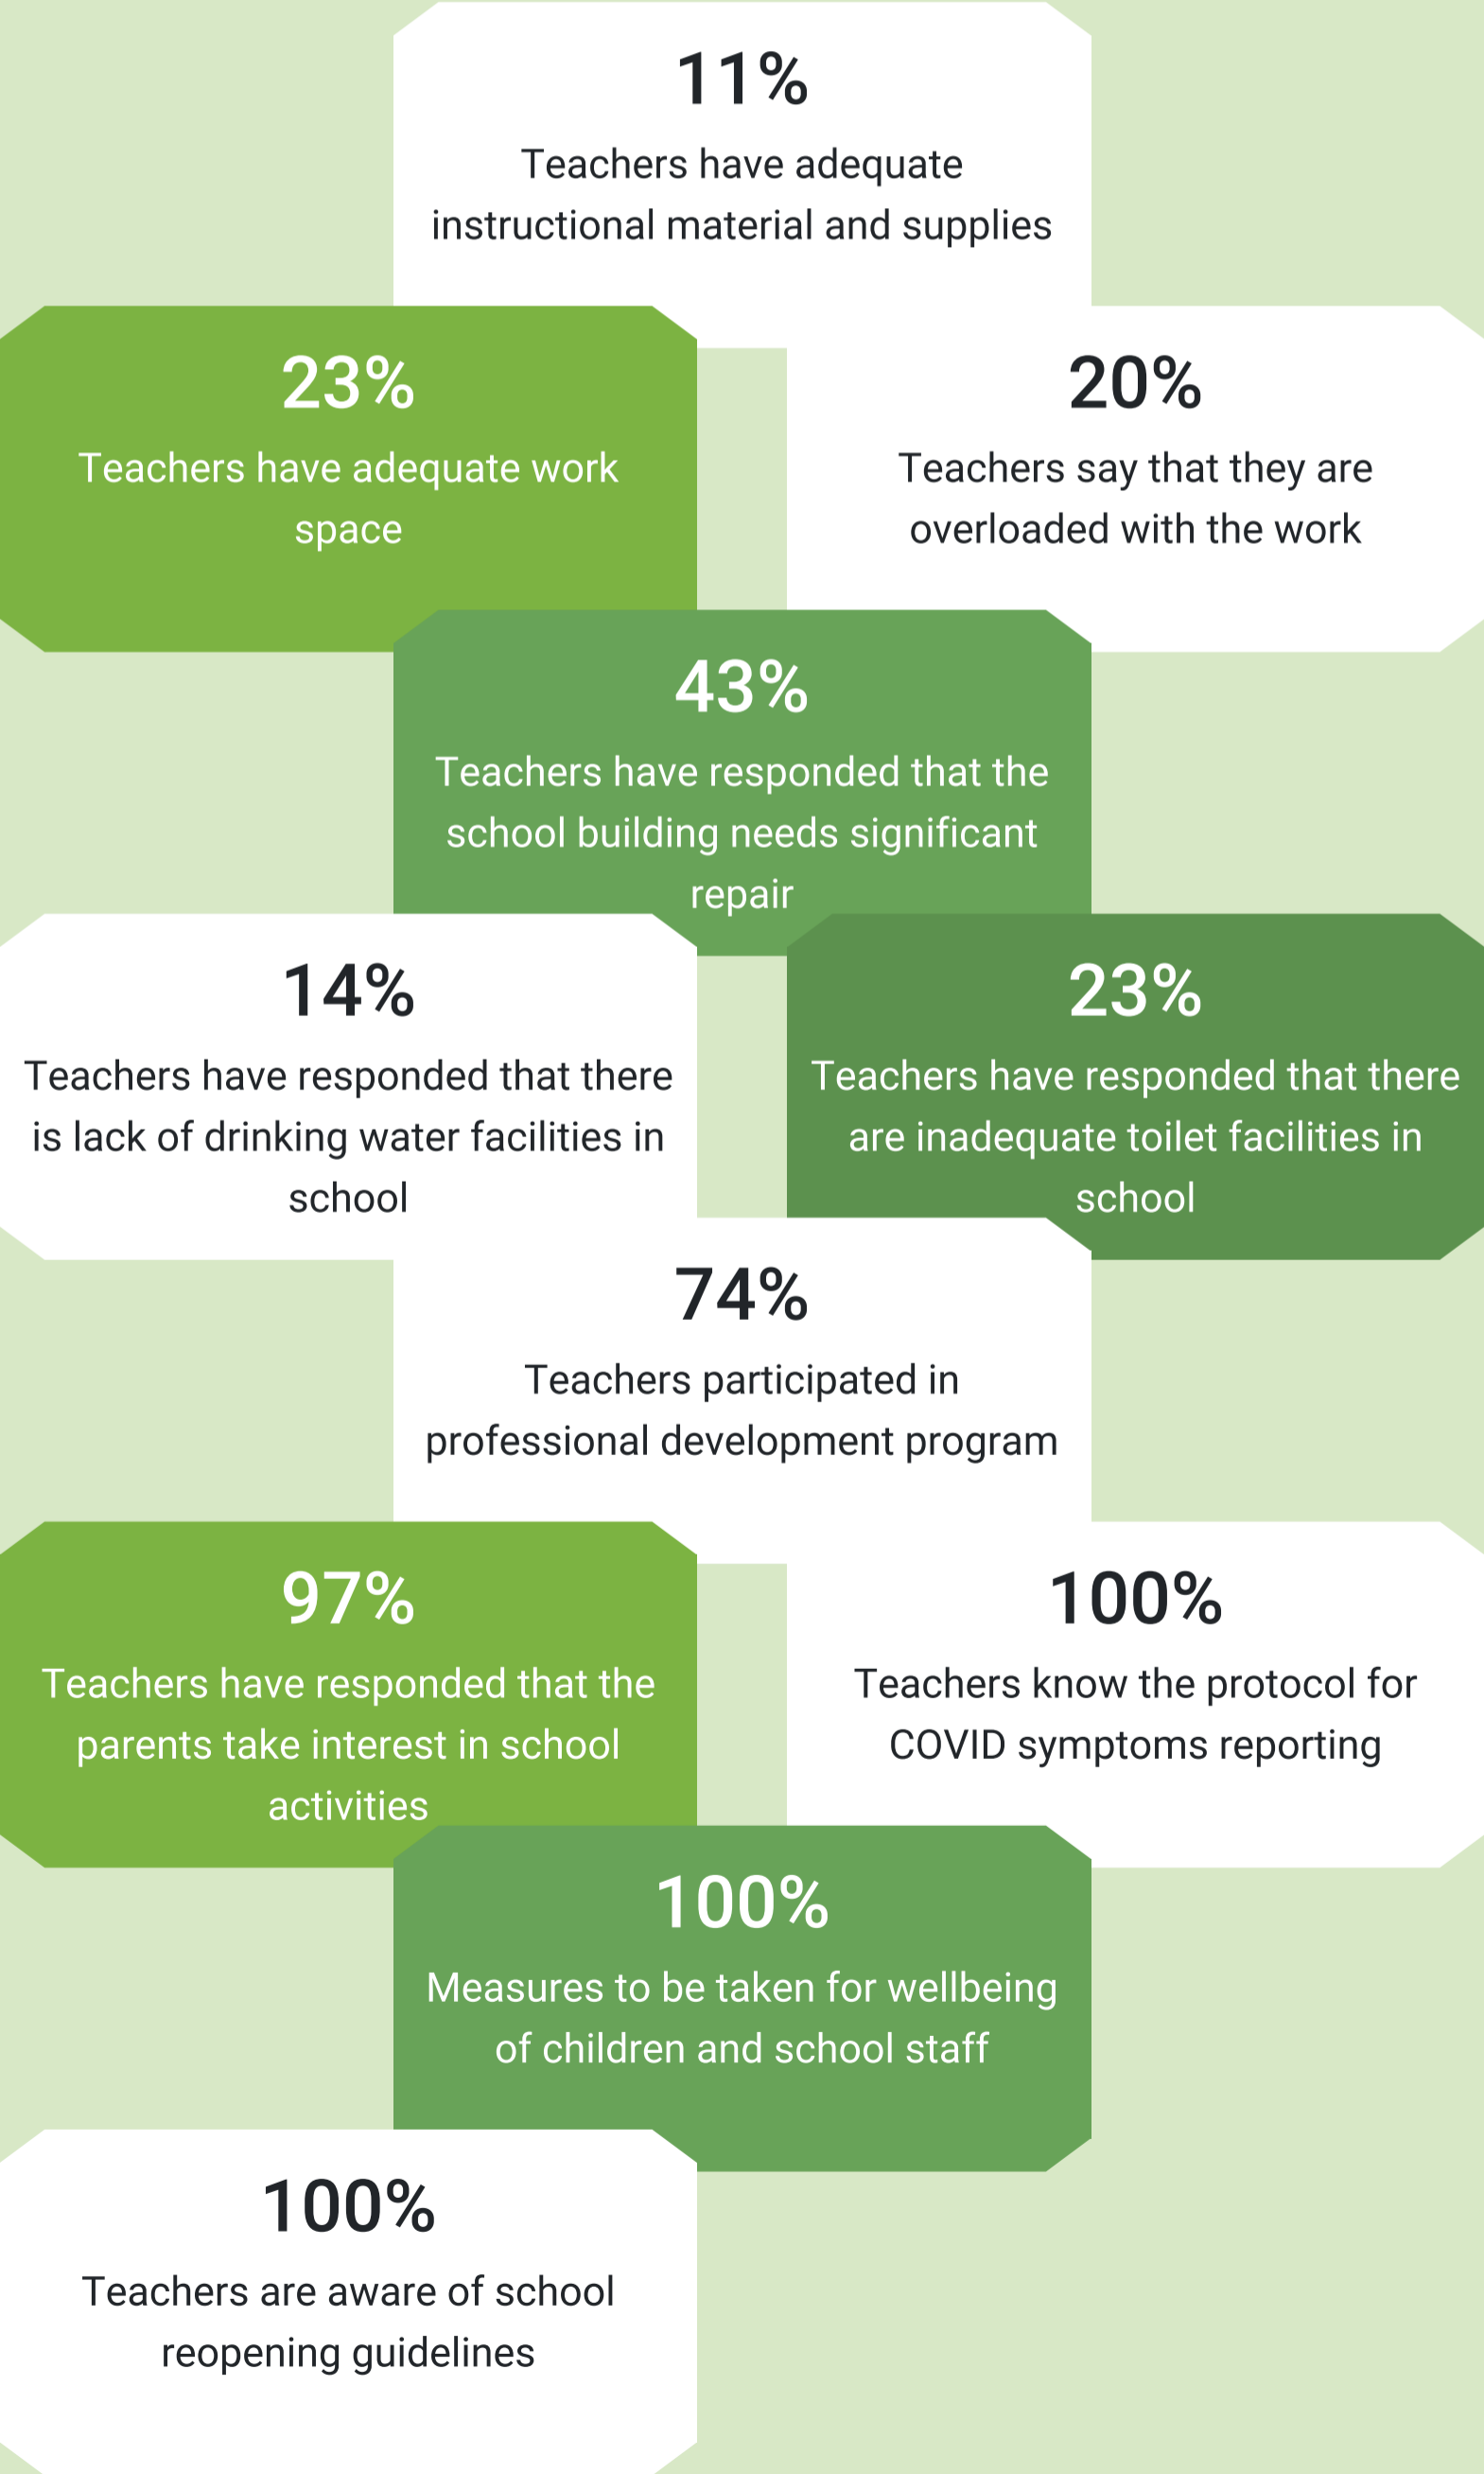 11%
Teachers have adequate
instructional material and supplies
23%
Teachers have adequate work
space
20%
Teachers say that they are
overloaded with the work
43%
Teachers have responded that the
school building needs significant
repair
14%
Teachers have responded that there
is lack of drinking water facilities in
school
23%
Teachers have responded that there
are inadequate toilet facilities in
school
74%
Teachers participated in
professional development program
97%
Teachers have responded that the
parents take interest in school
activities
100%
Teachers know the protocol for
COVID symptoms reporting
100%
Measures to be taken for wellbeing
of children and school staff
100%
Teachers are aware of school
reopening guidelines